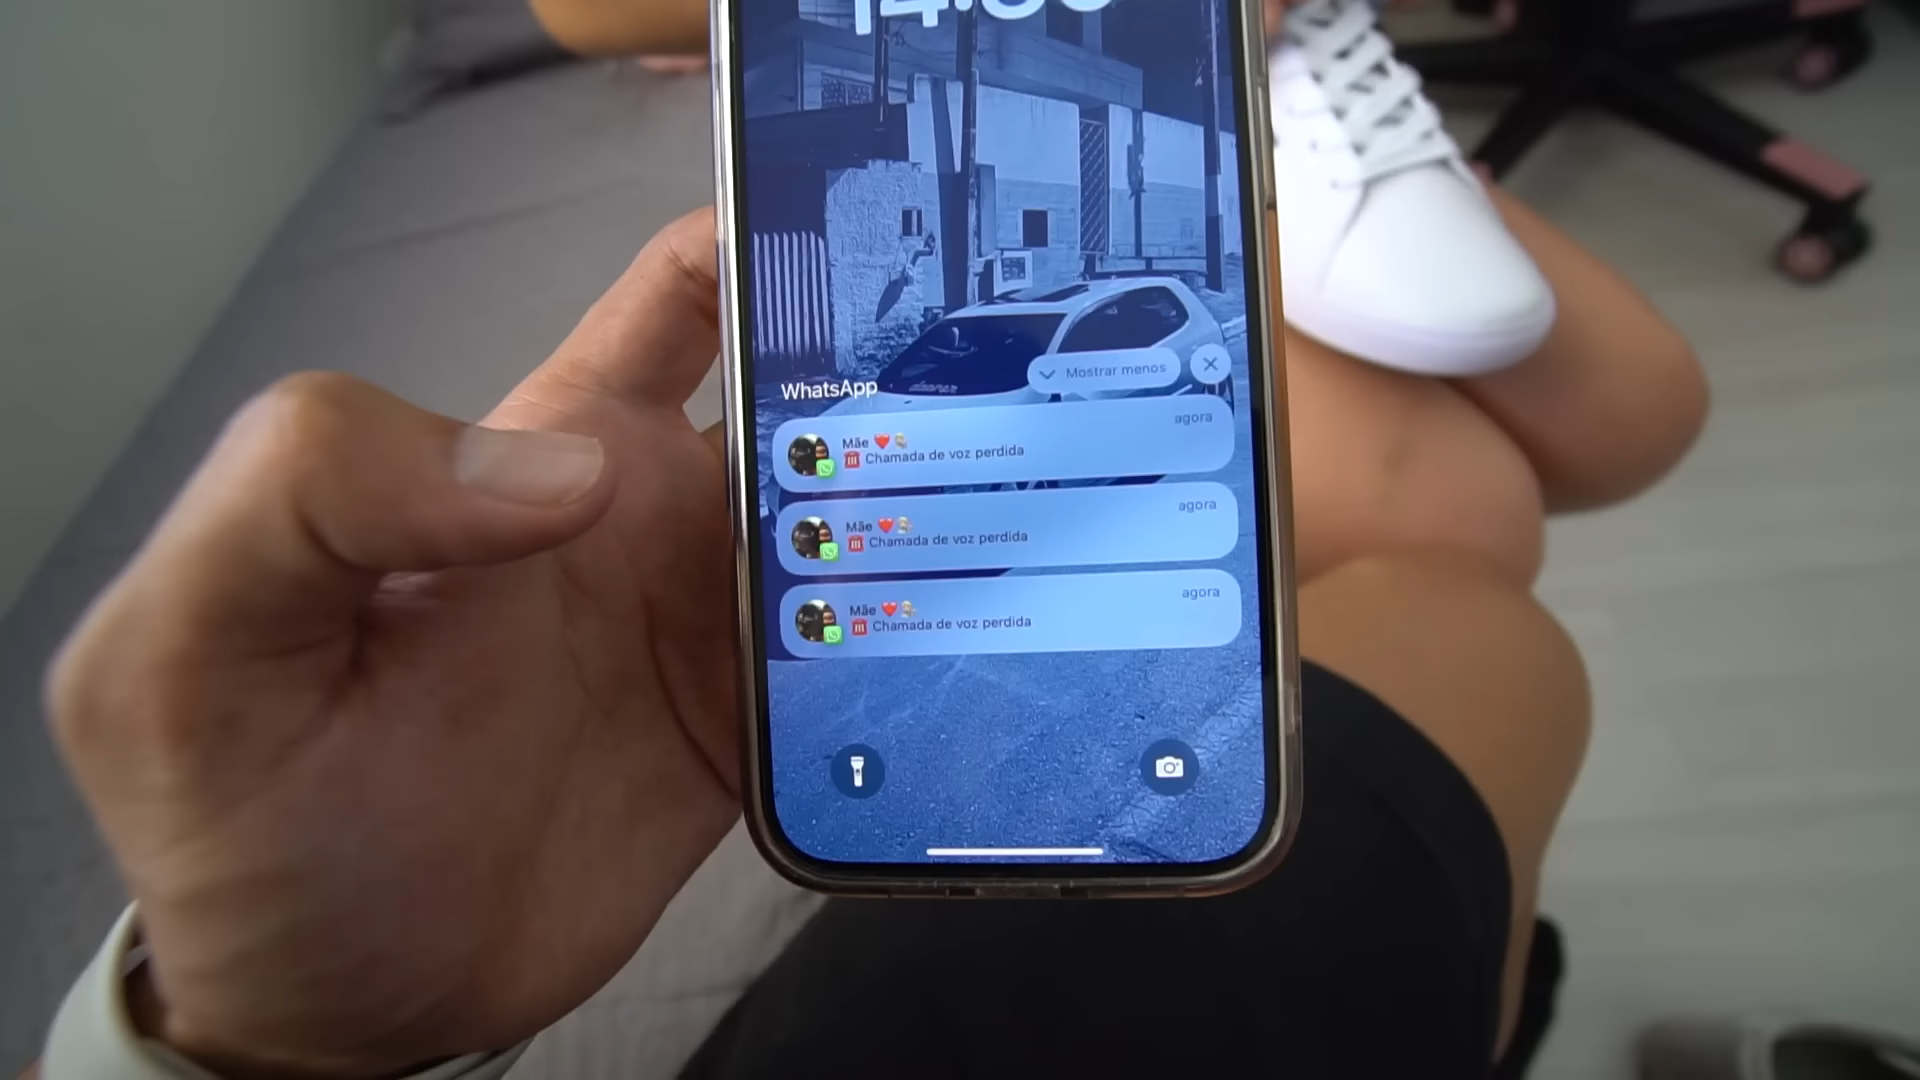 WhatsApp
Mostrar menos
Mãe ❤️
agora
Chamada de voz perdida
Mãe ❤️
agora
Chamada de voz perdida
Mãe ❤️
agora
Chamada de voz perdida